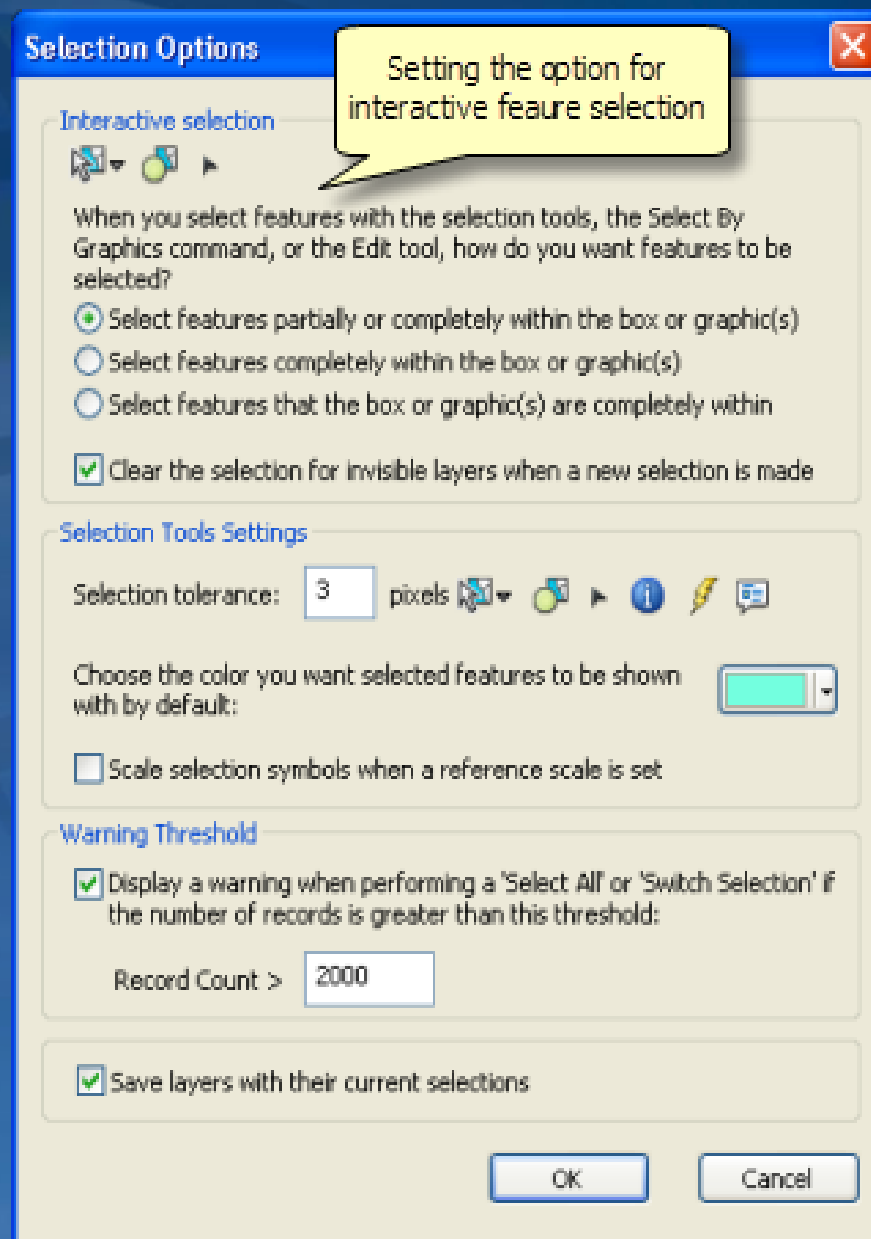 Selection Options
Setting the option for
interactive feaure selection
Interactive selection
When you select features with the selection tools, the Select By
Graphics command, or the Edit tool, how do you want features to be
selected?
Select features partially or completely within the box or graphic(s)
Select features completely within the box or graphic(s)
Select features that the box or graphic(s) are completely within
Clear the selection for invisible layers when a new selection is made
Selection Tools Settings
Selection tolerance: 3 pixels
Choose the color you want selected features to be shown
with by default:
Scale selection symbols when a reference scale is set
Warning Threshold
Display a warning when performing a 'Select All' or 'Switch Selection' if
the number of records is greater than this threshold:
Record Count > 2000
Save layers with their current selections
OK Cancel